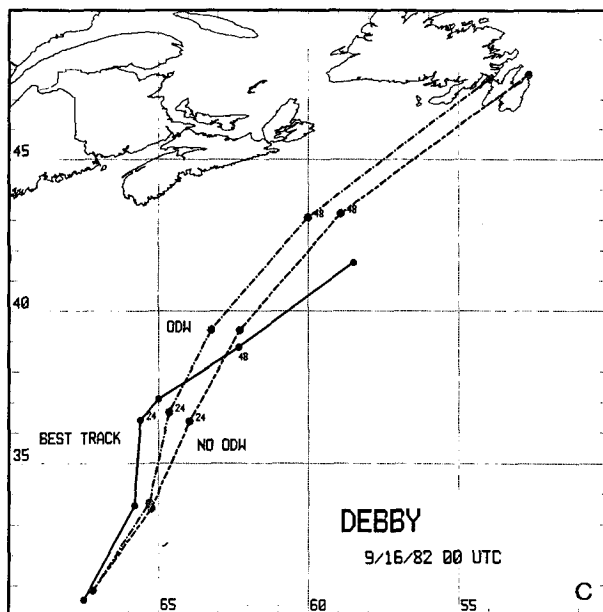 45
48
48
40
ODW
48
24
24
24
BEST TRACK
NO ODW
35
DEBBY
9/16/82 00 UTC
65
60
55
C